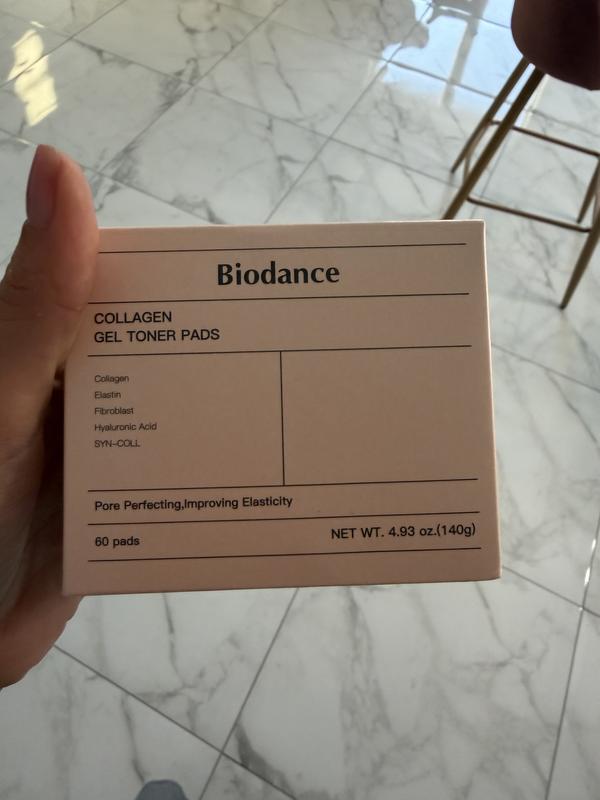 Biodance
COLLAGEN
GEL TONER PADS
Collagen
Elastin
Fibroblast
Hyaluronic Acid
SYN-COLL
Pore Perfecting,Improving Elasticity
60 pads
NET WT. 4.93 oz.(140g)